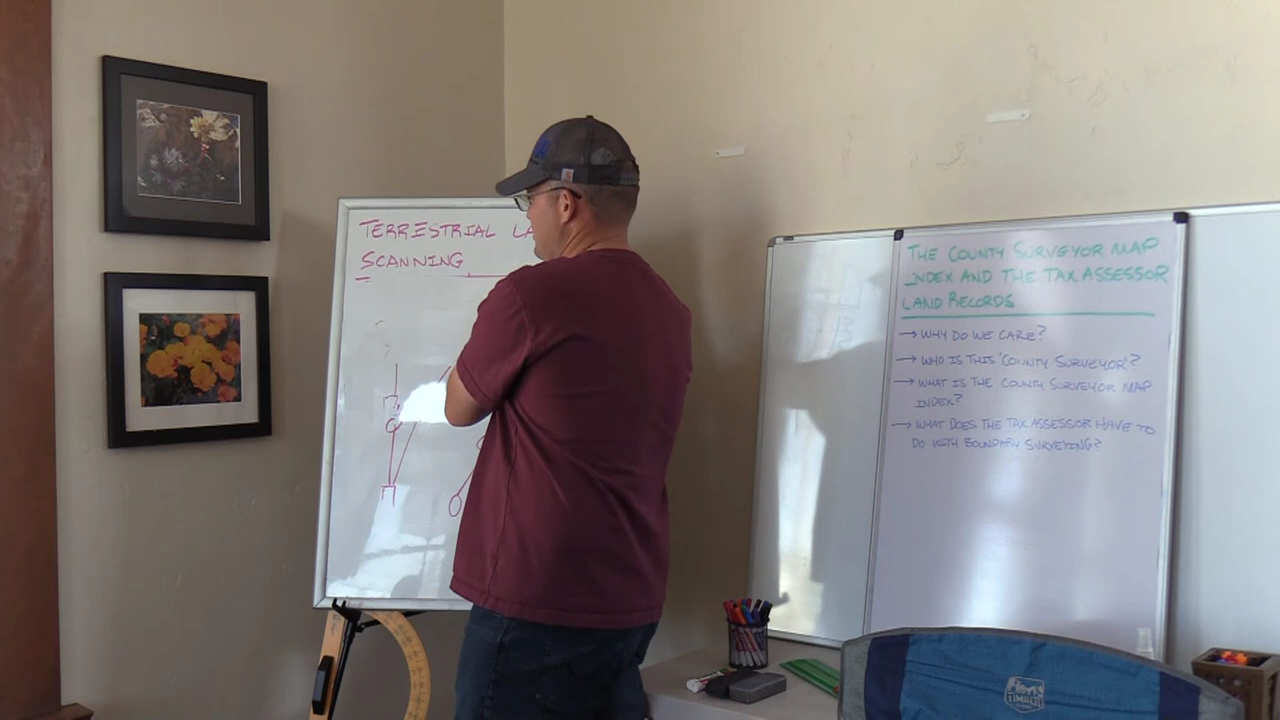 TERRESTRIAL
SCANNING
THE COUNTY SURVEYOR MAP
INDEX AND THE TAX ASSESSOR
LAND RECORDS
→ WHY DO WE CARE?
→ WHO IS THIS 'COUNTY SURVEYOR'?
→ WHAT IS THE COUNTY SURVEYOR MAP
INDEX?
→ WHAT DOES THE TAX ASSESSOR HAVE TO
DO WITH BOUNDARY SURVEYING?
TIMBER